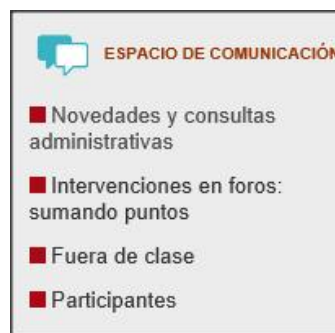 ESPACIO DE COMUNICACIÓN
Novedades y consultas
administrativas
Intervenciones en foros:
sumando puntos
Fuera de clase
Participantes